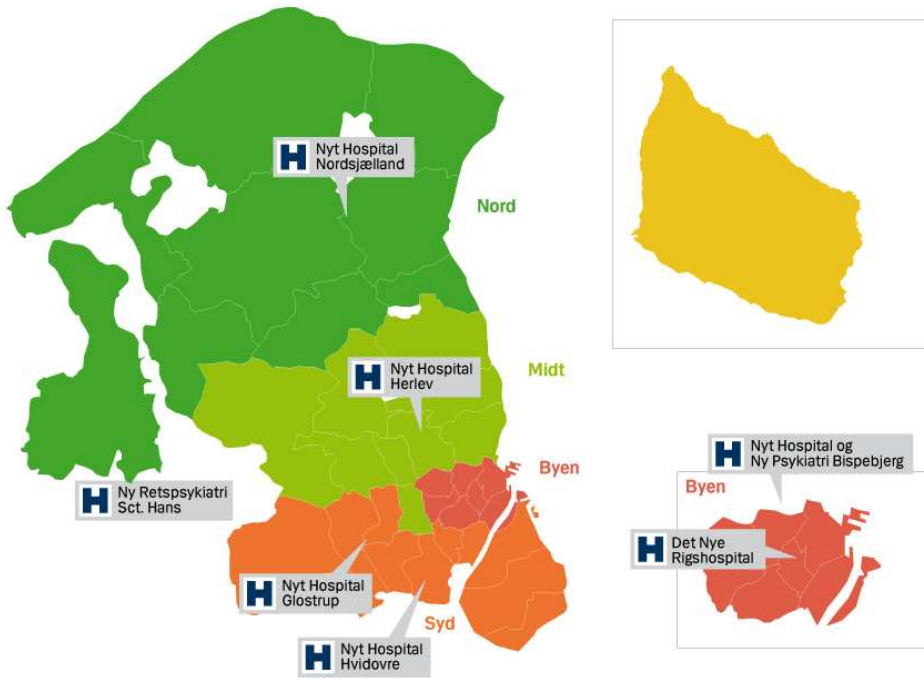 H Nyt Hospital
Nordsjælland
Nord
H Nyt Hospital
Herlev
Midt
Byen
H Ny Retspsykiatri
Sct. Hans
H Nyt Hospital
Glostrup
Syd
H Nyt Hospital
Hvidovre
H Nyt Hospital og
Ny Psykiatri Bispebjerg
Byen
H Det Nye
Rigshospital